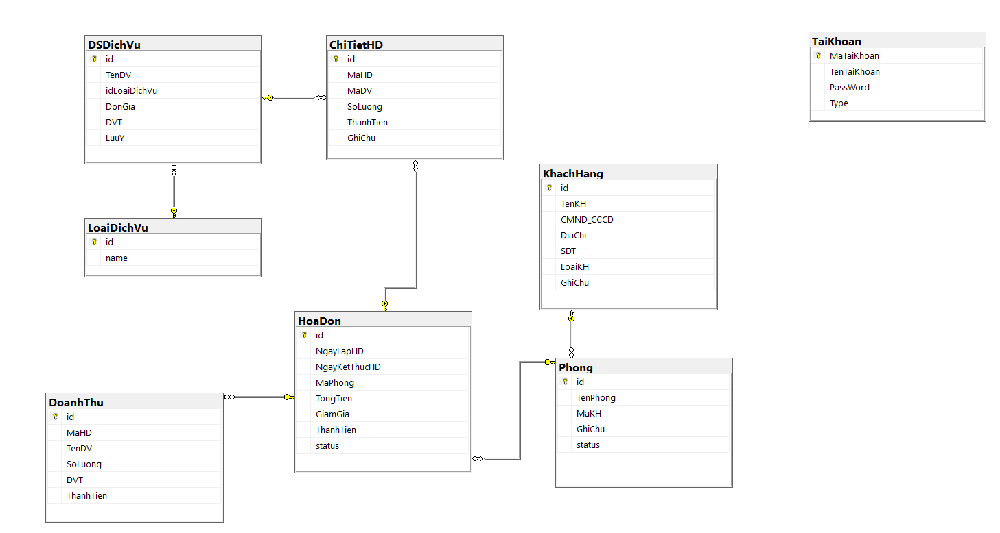 DSDichVu
id
TenDV
idLoaiDichVu
DonGia
DVT
LuuY
ChiTietHD
id
MaHD
MaDV
SoLuong
ThanhTien
GhiChu
TaiKhoan
MaTaiKhoan
TenTaiKhoan
PassWord
Type
KhachHang
id
TenKH
CMND_CCCD
DiaChi
SDT
LoaiKH
GhiChu
LoaiDichVu
id
name
HoaDon
id
NgayLapHD
NgayKetThucHD
MaPhong
TongTien
GiamGia
ThanhTien
status
Phong
id
TenPhong
MaKH
GhiChu
status
DoanhThu
id
MaHD
TenDV
SoLuong
DVT
ThanhTien